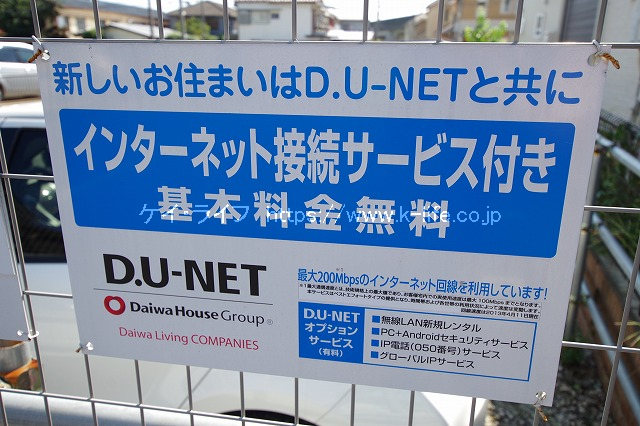 新しいお住まいはD.U-NETと共に
インターネット接続サービス付き
基本料金無料
ケイ・ライフ https://www.k-life.co.jp
D.U-NET
Daiwa House Group®
Daiwa Living COMPANIES
最大200Mbpsのインターネット回線を利用しています!
D.U-NET
オプション
サービス
(有料)
■無線LAN新規レンタル
■PC+Androidセキュリティサービス
■IP電話(050番号)サービス
■グローバルIPサービス